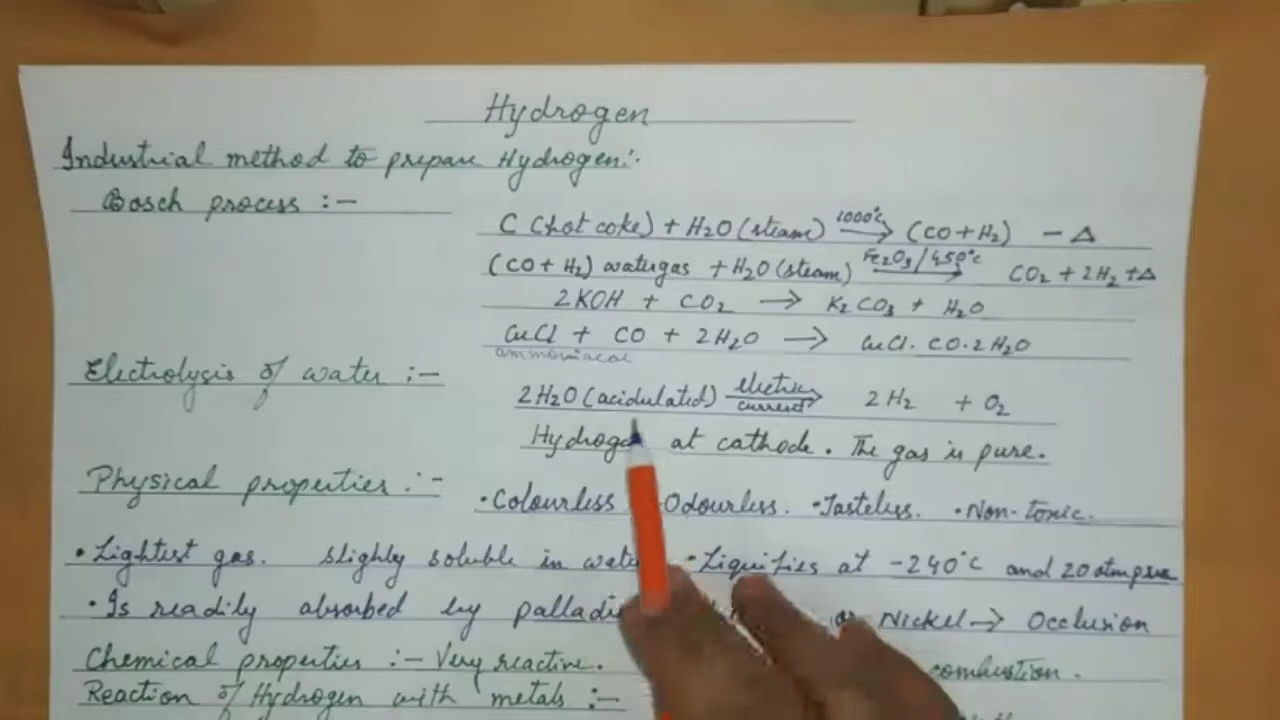 Hydrogen
Industrial method to prepare Hydrogen:-
Bosch process :-
C (hot coke) + H2O (steam) 1000°C → (CO + H2) - Δ
(CO + H2) watergas + H2O (steam) Fe2O3/450°C → CO2 + 2H2 + Δ
2KOH + CO2 → K2CO3 + H2O
CuCl + CO + 2H2O → CuCl. CO. 2H2O
ammoniacal
Electrolysis of water :-
2H2O (acidulated) electric current → 2H2 + O2
Hydrogen at cathode. The gas is pure.
Physical properties :-
• Colourless • Odourless. • Tasteless. • Non-toxic.
• Lightest gas. Slighly soluble in water • Liquifies at -240°C and 20 atm
• Is readily absorbed by or Nickel → Occlusion
Chemical properties :- Very reactive. combustion.
Reaction of Hydrogen with metals :-